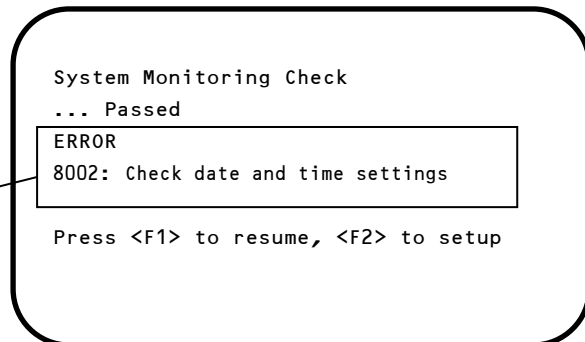 System Monitoring Check
... Passed
ERROR
8002: Check date and time settings
Press <F1> to resume, <F2> to setup